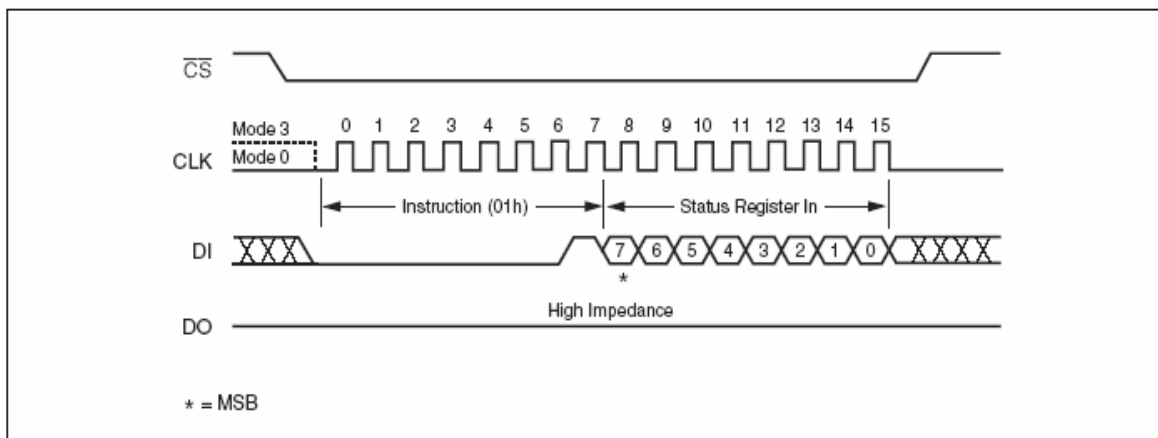 CS
Mode 3
0 1 2 3 4 5 6 7 8 9 10 11 12 13 14 15
CLK
Mode 0
Instruction (01h)
Status Register In
DI
7 6 5 4 3 2 1 0
*
High Impedance
DO
* = MSB